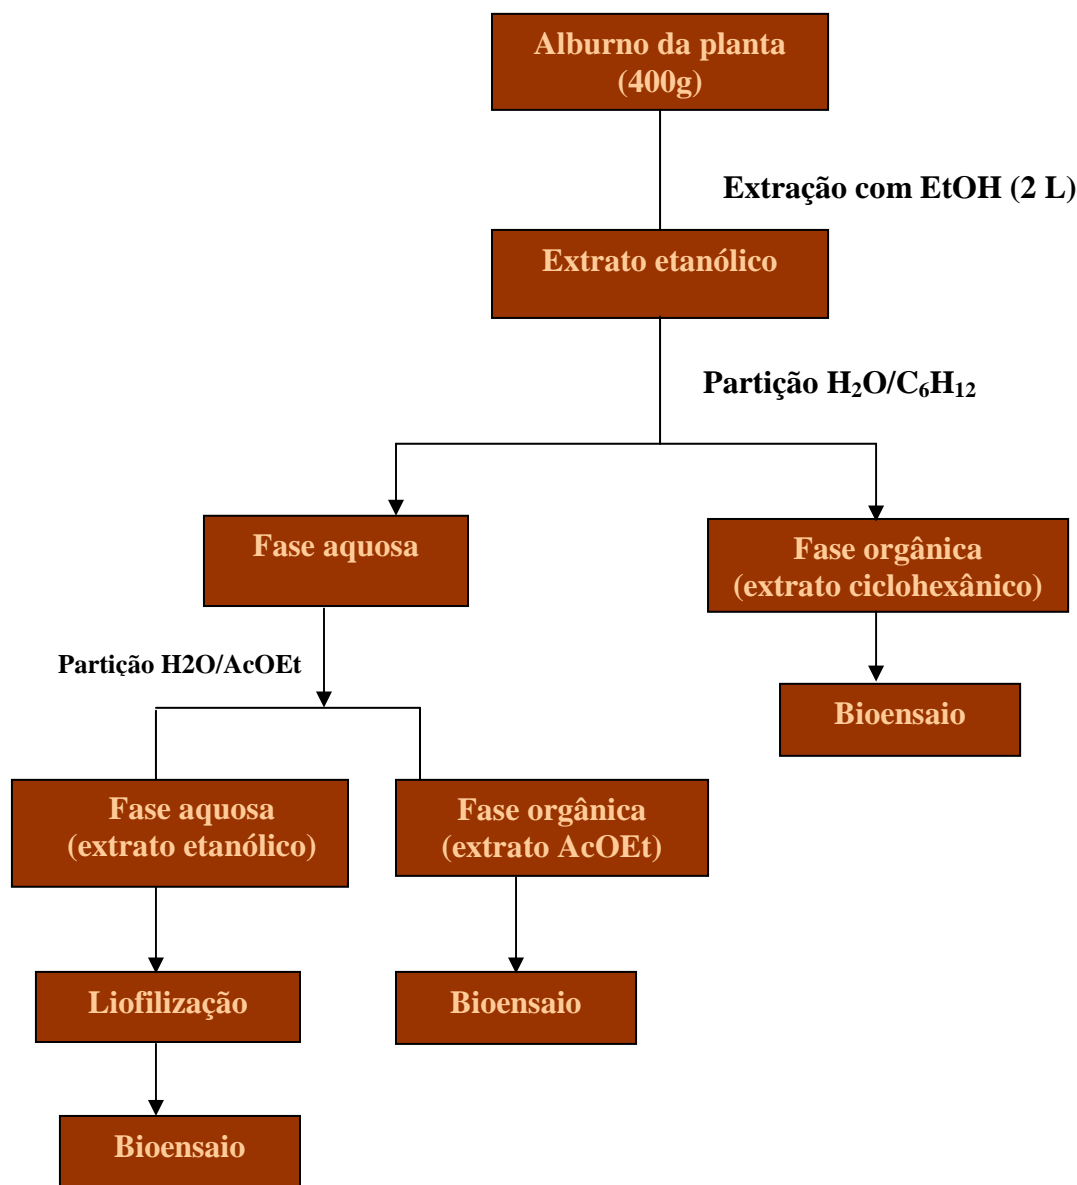 Alburno da planta
(400g)
Extração com EtOH (2 L)
Extrato etanólico
Partição H₂O/C₆H₁₂
Fase aquosa
Fase orgânica
(extrato ciclohexânico)
Partição H2O/AcOEt
Bioensaio
Fase aquosa
(extrato etanólico)
Fase orgânica
(extrato AcOEt)
Liofilização
Bioensaio
Bioensaio